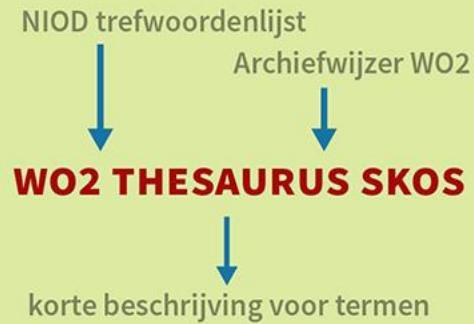 NIOD trefwoordenlijst
Archiefwijzer WO2
WO2 THESAURUS SKOS
korte beschrijving voor termen